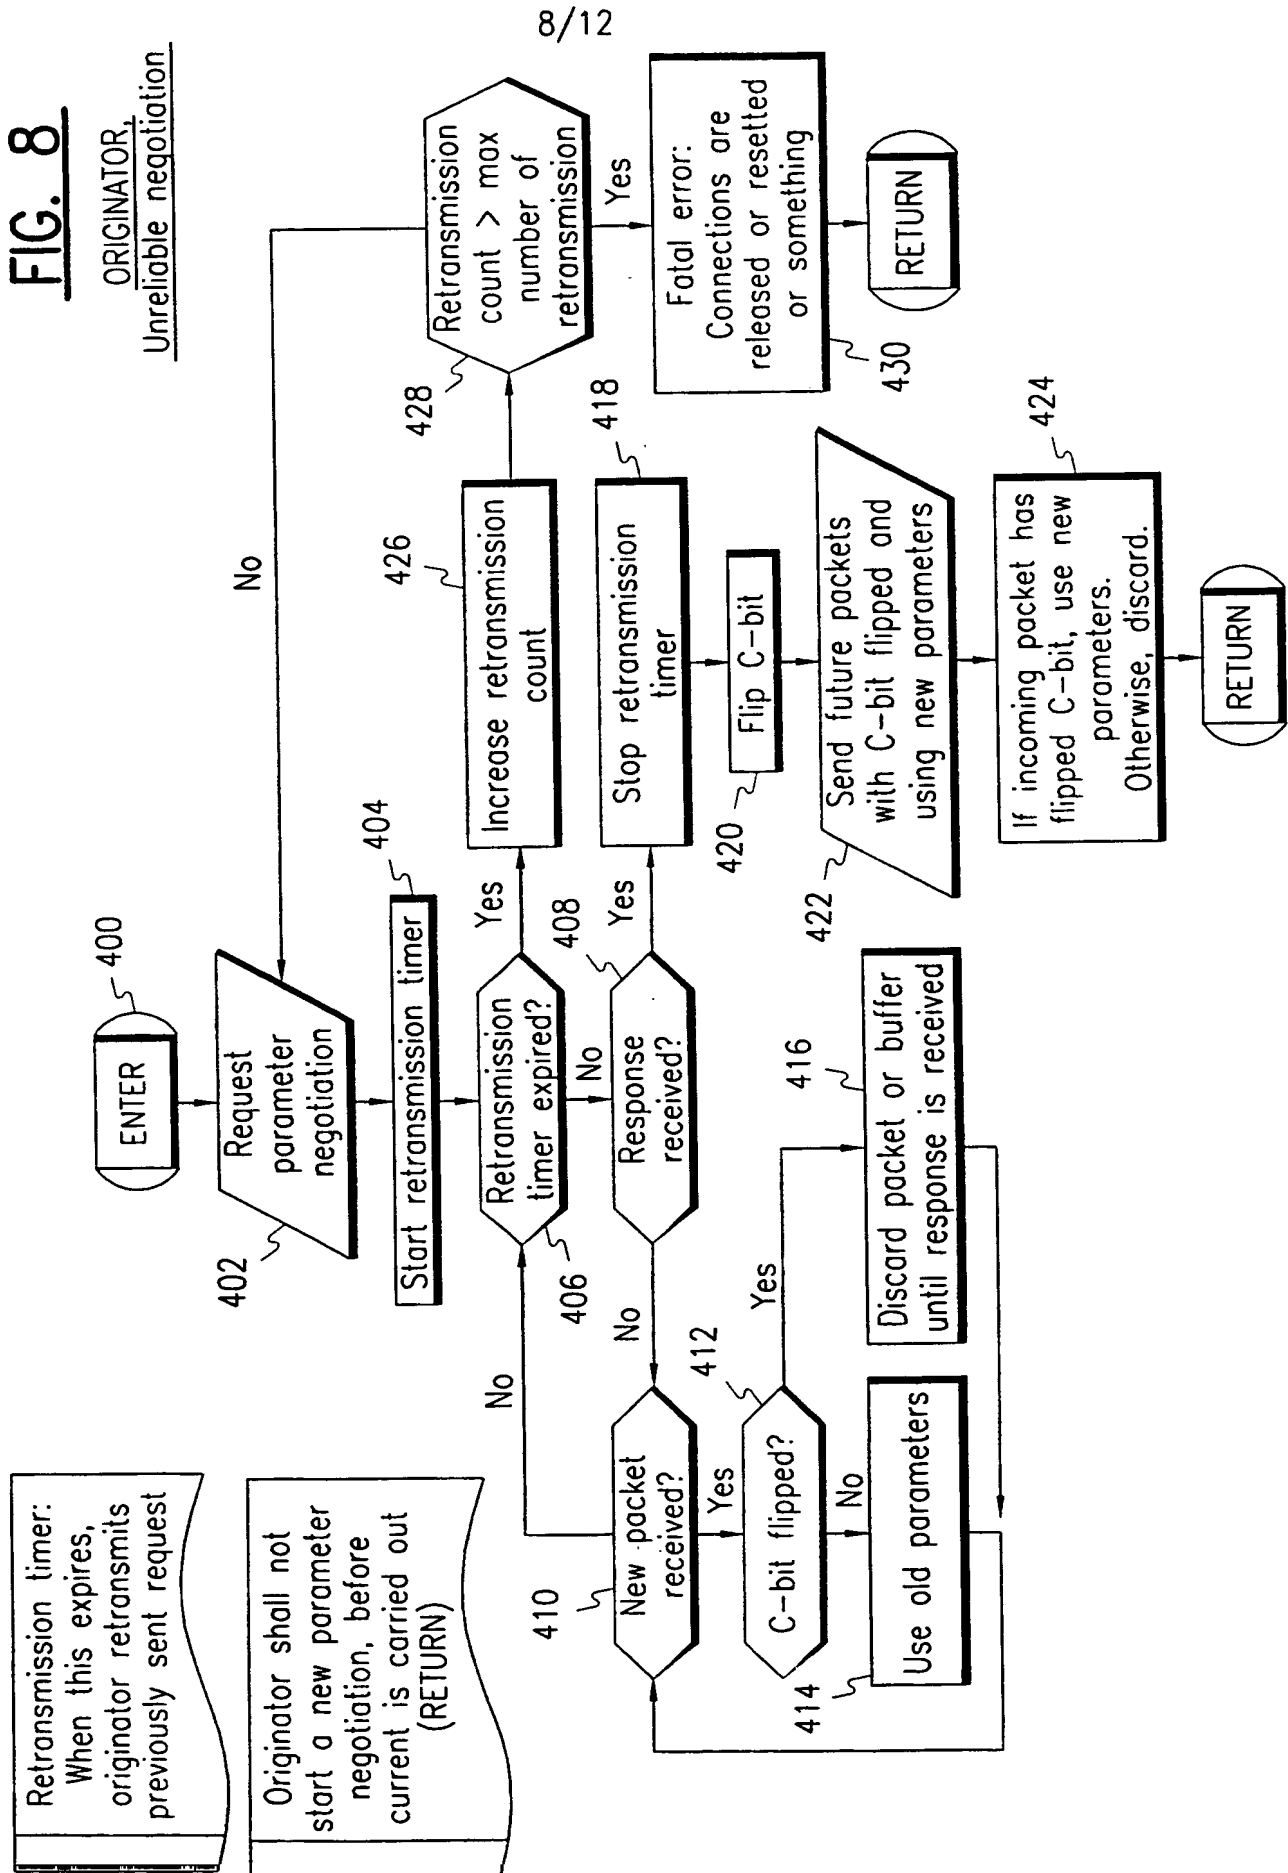 8/12
FIG. 8
ORIGINATOR,
Unreliable negotiation
Retransmission timer:
When this expires,
originator retransmits
previously sent request
Originator shall not
start a new parameter
negotiation, before
current is carried out
(RETURN)
ENTER
400
Request
parameter
negotiation
402
Start retransmission timer
404
Retransmission
timer expired?
406
Yes
No
Increase retransmission
count
426
Retransmission
count > max
number of
retransmission
428
No
Yes
Fatal error:
Connections are
released or resetted
or something
430
RETURN
Response
received?
408
Yes
No
Stop retransmission
timer
418
Flip C-bit
420
Send future packets
with C-bit flipped and
using new parameters
422
If incoming packet has
flipped C-bit, use new
parameters.
Otherwise, discard.
424
RETURN
New packet
received?
410
No
Yes
C-bit flipped?
412
Yes
No
Use old parameters
414
Discard packet or buffer
until response is received
416